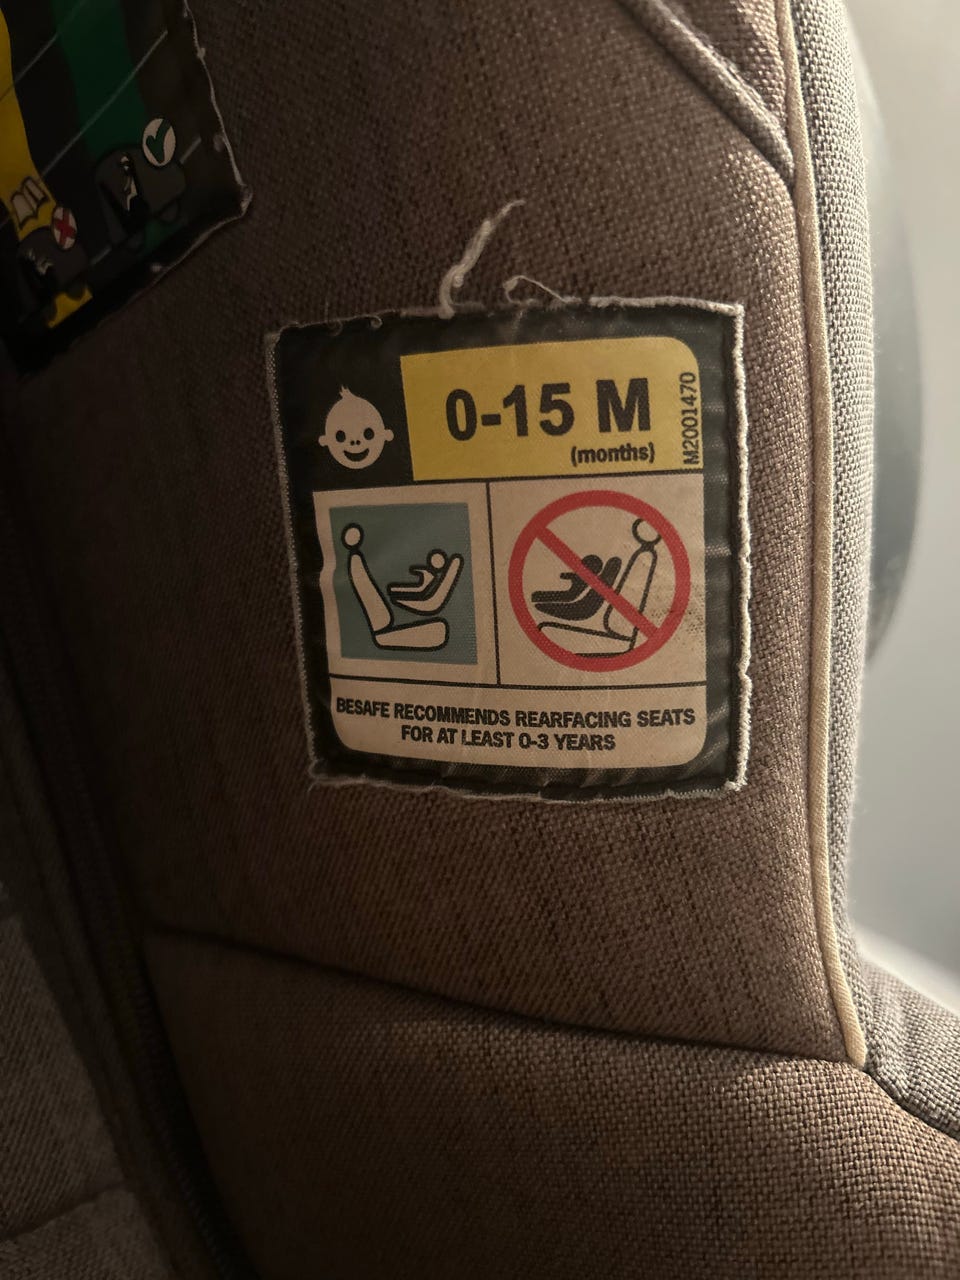 0-15 M
(months)
M2001470
BESAFE RECOMMENDS REARFACING SEATS
FOR AT LEAST 0-3 YEARS